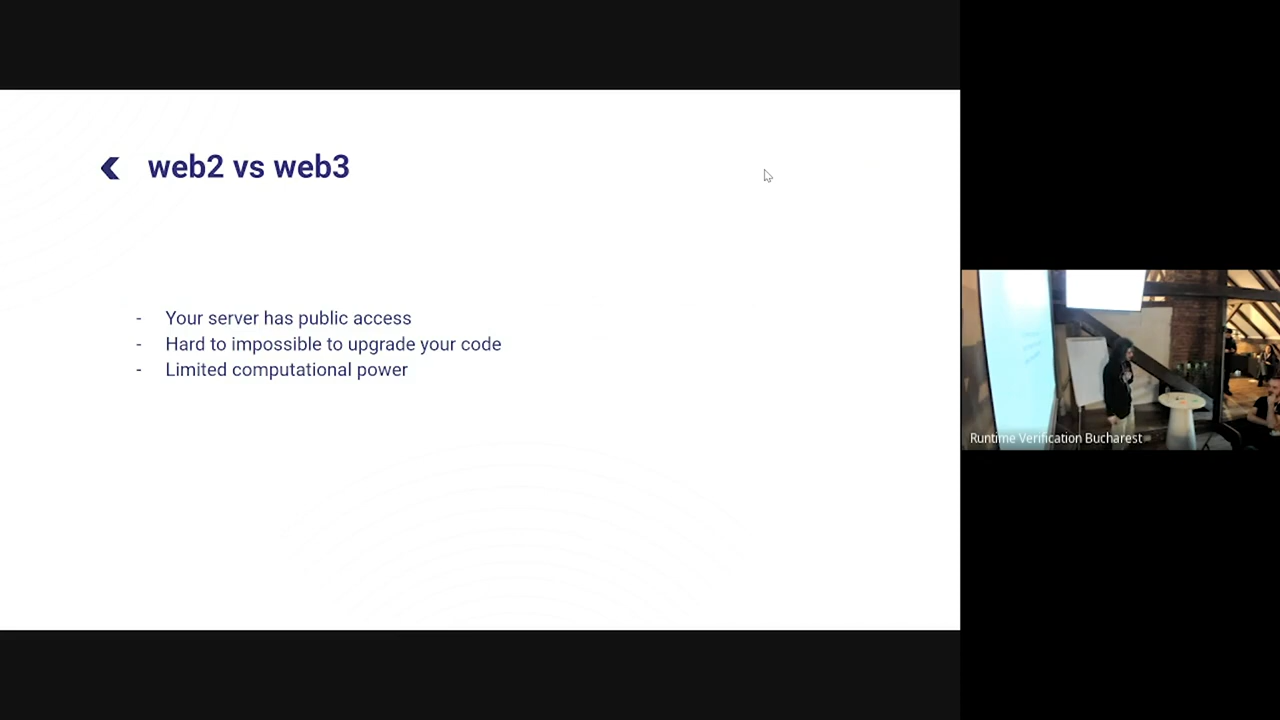 web2 vs web3
- Your server has public access
- Hard to impossible to upgrade your code
- Limited computational power
Runtime Verification Bucharest